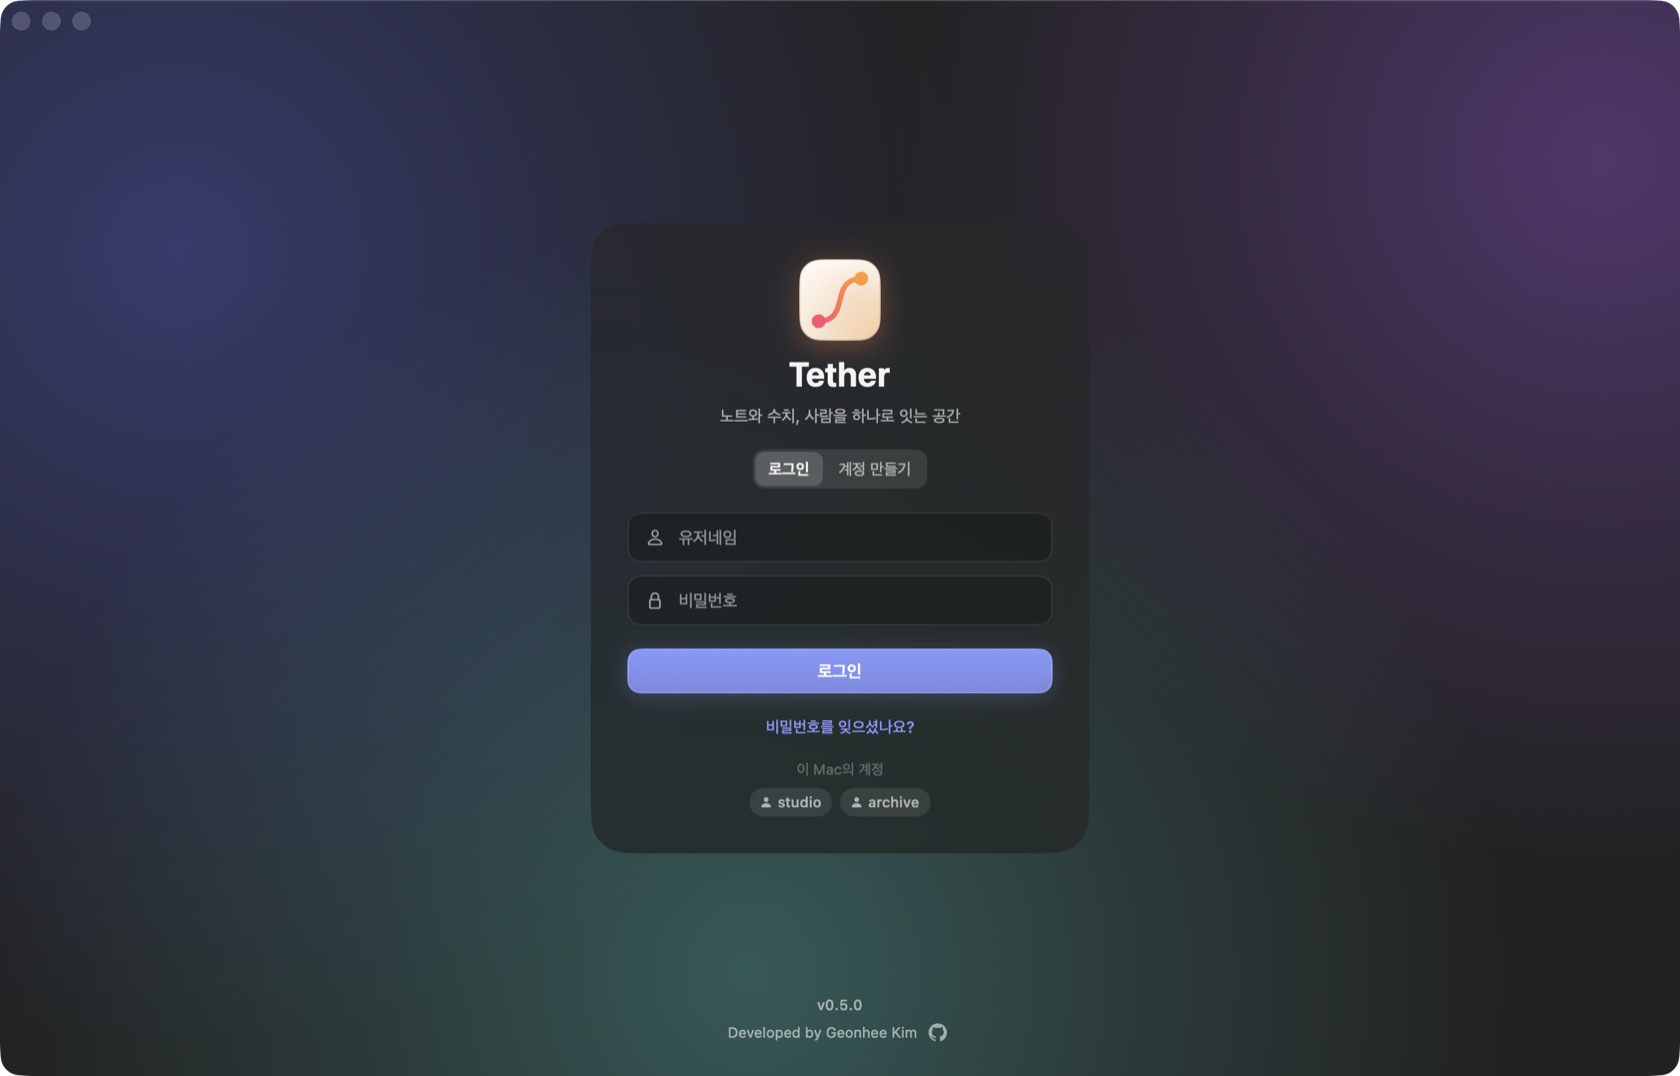 Tether
노트와 수치, 사람을 하나로 잇는 공간
로그인 계정 만들기
유저네임
비밀번호
로그인
비밀번호를 잊으셨나요?
이 Mac의 계정
studio archive
v0.5.0
Developed by Geonhee Kim